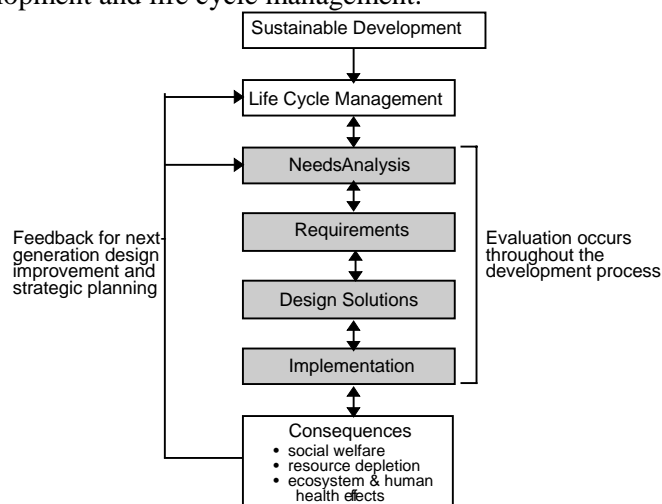 lopment and life cycle management.
Sustainable Development
Life Cycle Management
NeedsAnalysis
Requirements
Design Solutions
Implementation
Feedback for next-
generation design
improvement and
strategic planning
Evaluation occurs
throughout the
development process
Consequences
• social welfare
• resource depletion
• ecosystem & human
health effects